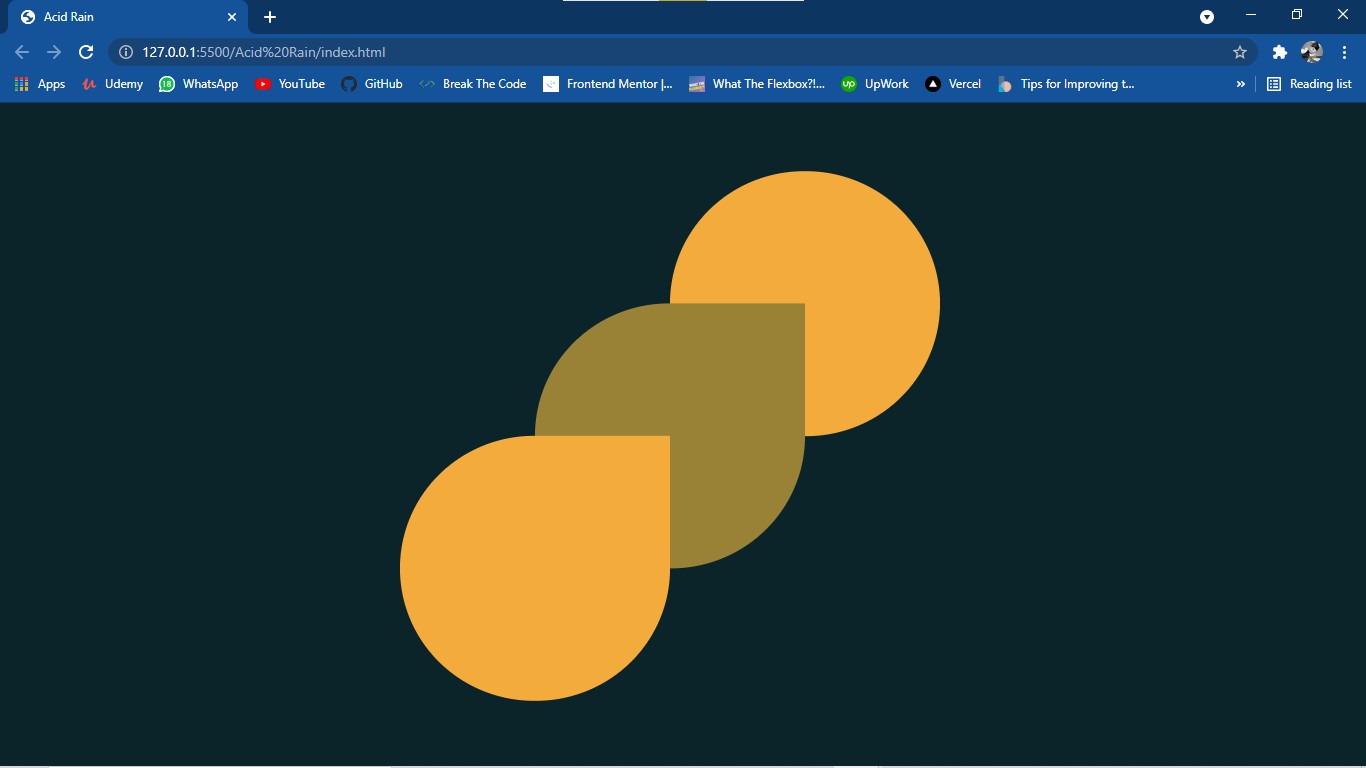 Acid Rain
127.0.0.1:5500/Acid%20Rain/index.html
Apps Udemy 18 WhatsApp YouTube GitHub Break The Code Frontend Mentor |... What The Flexbox?!... up UpWork Vercel Tips for Improving t... » Reading list